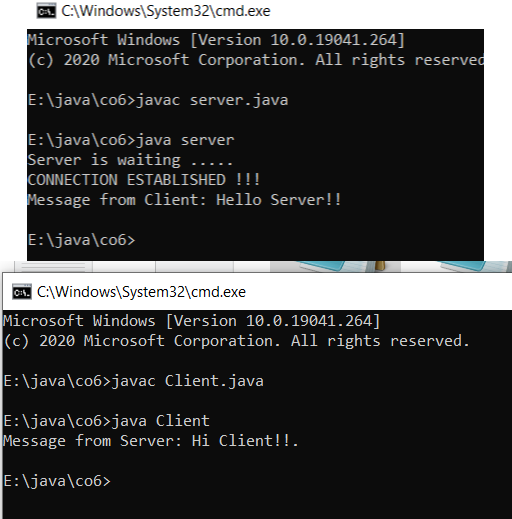 C:\Windows\System32\cmd.exe
Microsoft Windows [Version 10.0.19041.264]
(c) 2020 Microsoft Corporation. All rights reserved
E:\java\co6>javac server.java
E:\java\co6>java server
Server is waiting .....
CONNECTION ESTABLISHED !!!
Message from Client: Hello Server!!
E:\java\co6>
C:\Windows\System32\cmd.exe
Microsoft Windows [Version 10.0.19041.264]
(c) 2020 Microsoft Corporation. All rights reserved.
E:\java\co6>javac Client.java
E:\java\co6>java Client
Message from Server: Hi Client!!.
E:\java\co6>